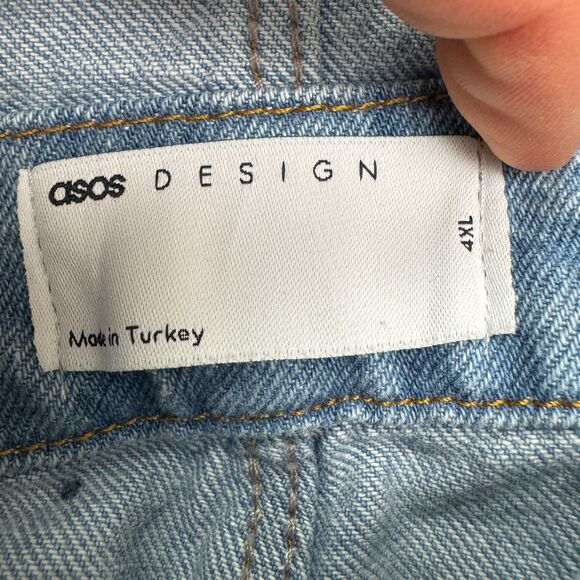 asos DESIGN
4XL
Made in Turkey